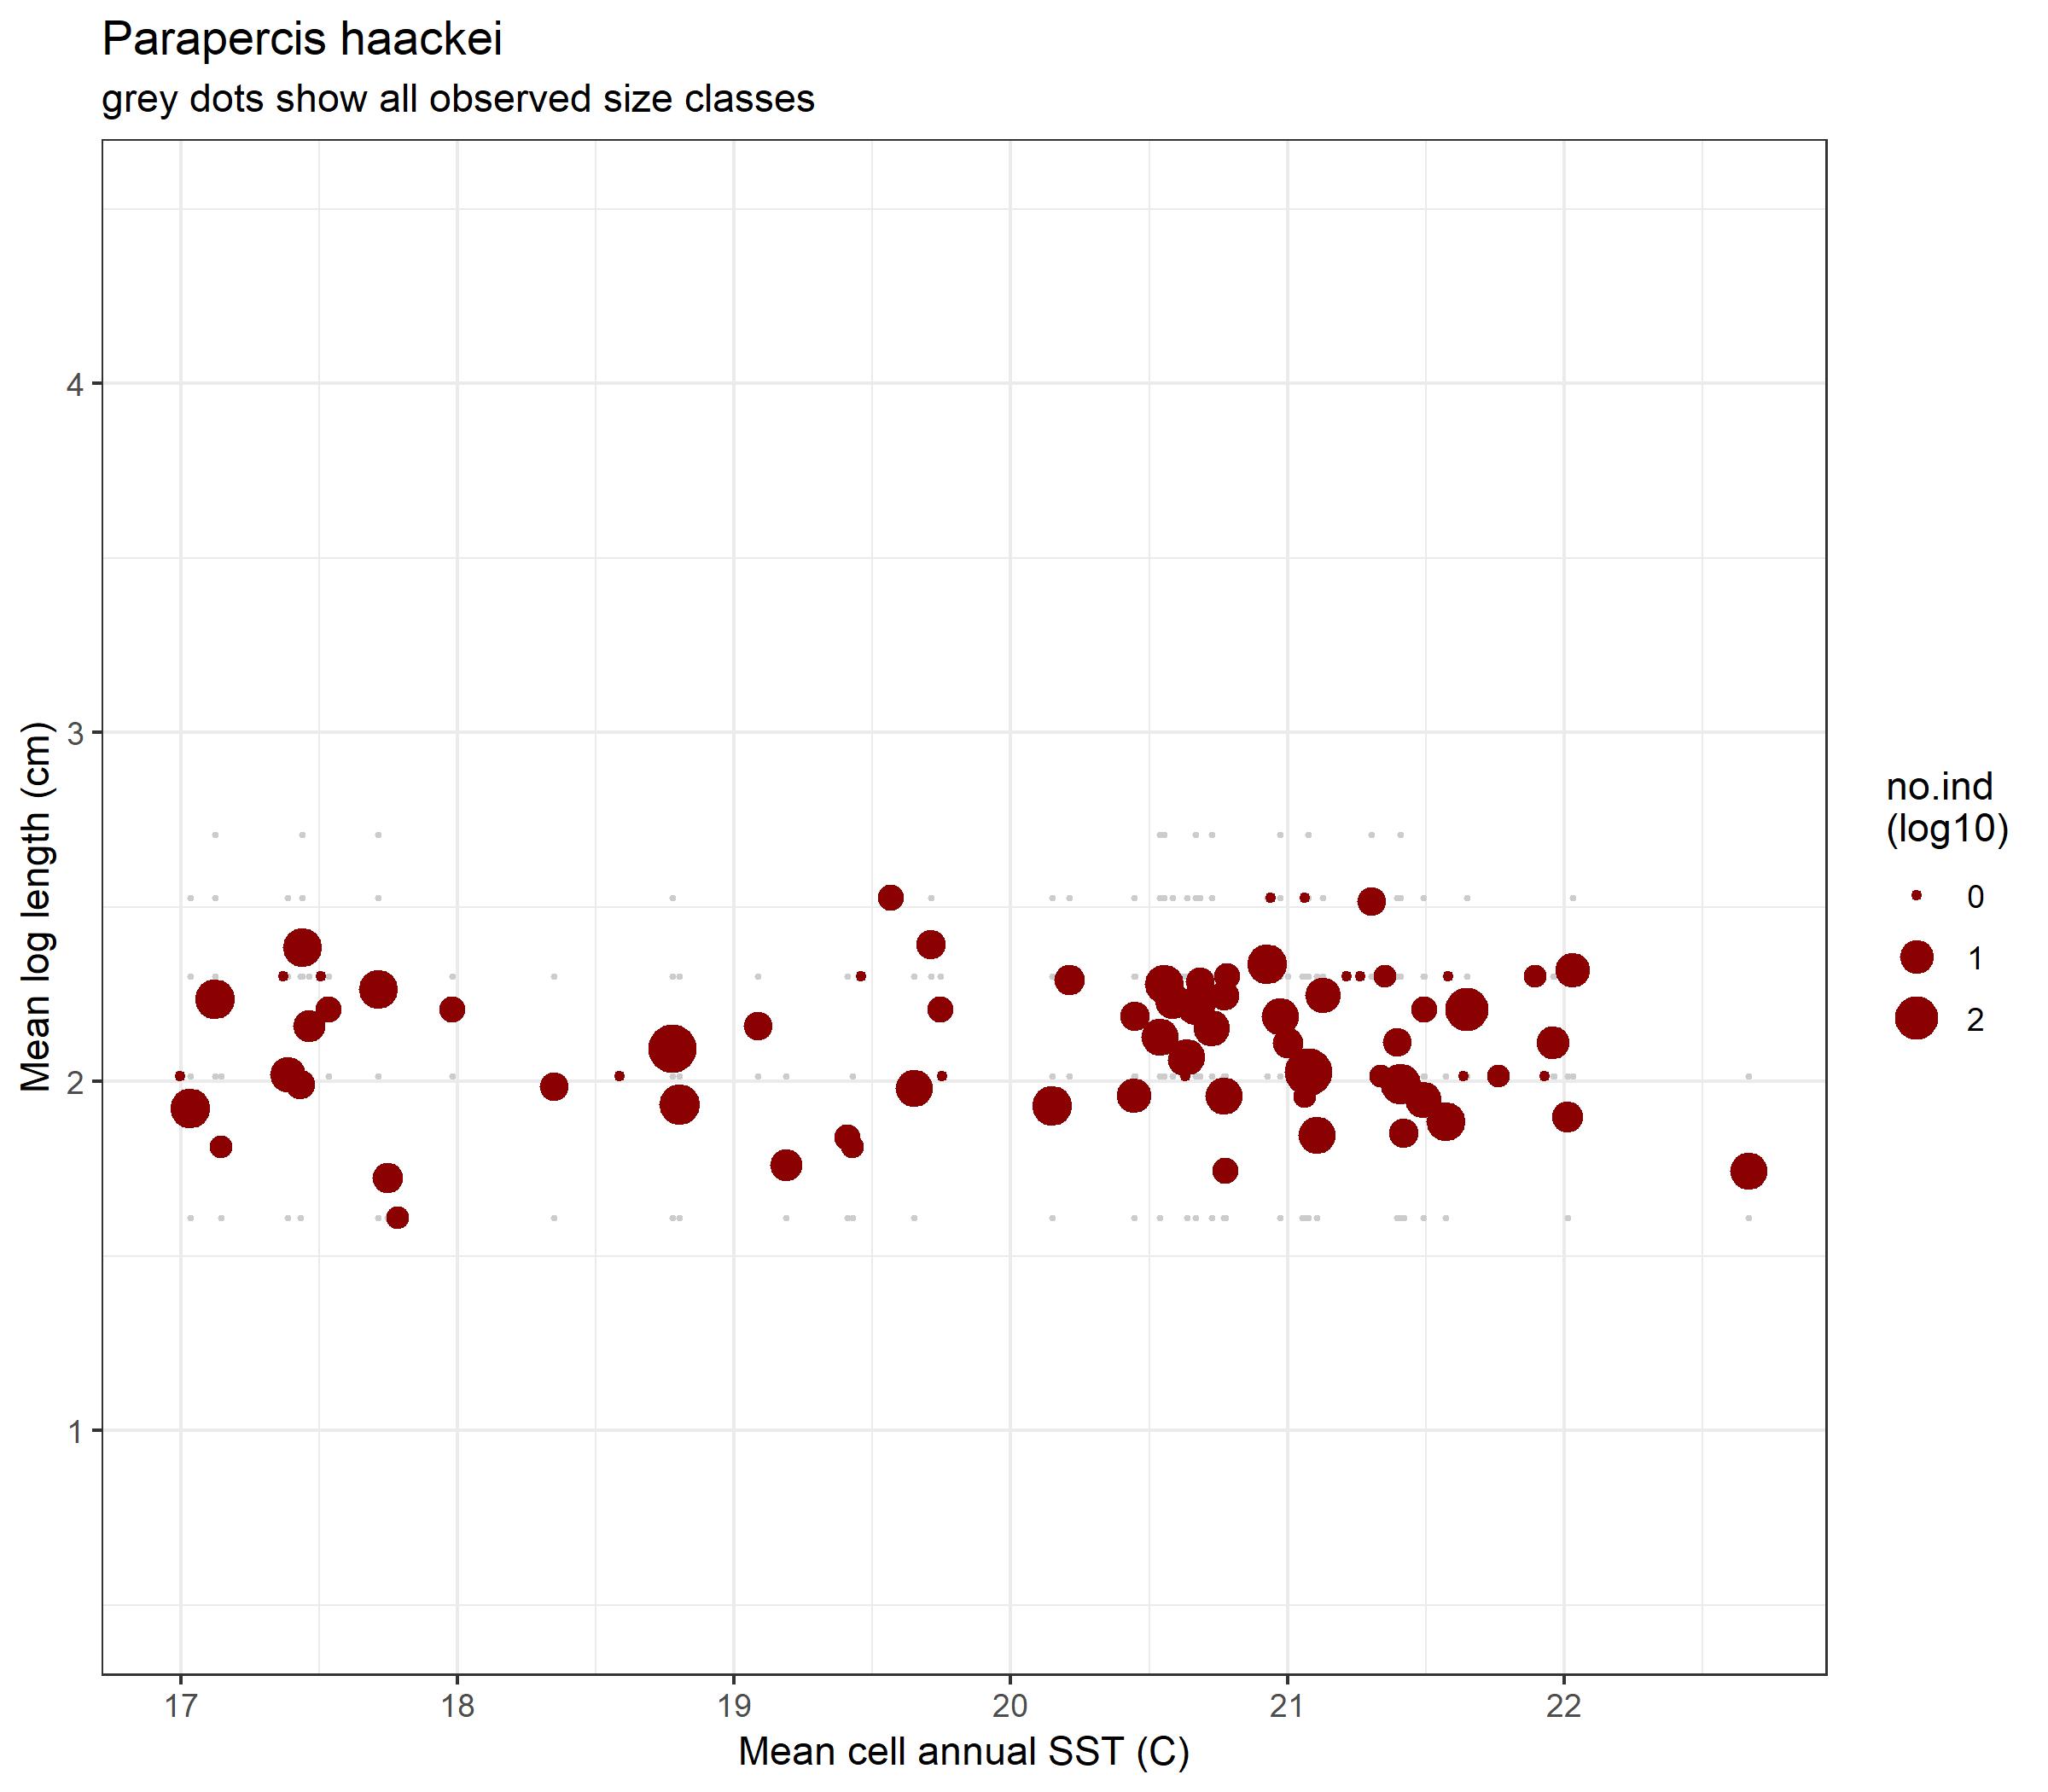 Parapercis haackei
grey dots show all observed size classes
Mean log length (cm)
4
3
2
1
17 18 19 20 21 22
Mean cell annual SST (C)
no.ind
(log10)
0
1
2